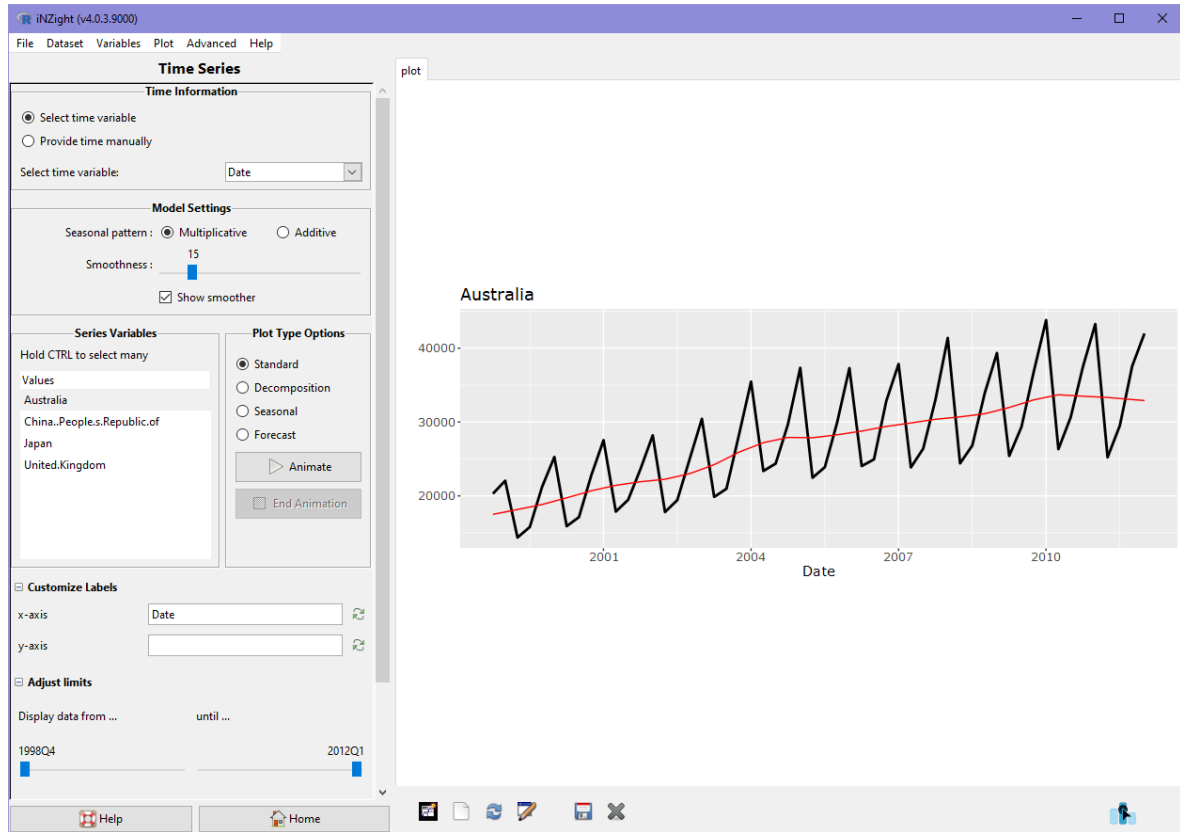 iNZight (v4.0.3.9000)
File Dataset Variables Plot Advanced Help
Time Series
Time Information
Select time variable
Provide time manually
Select time variable: Date
Model Settings
Seasonal pattern : Multiplicative Additive
15
Smoothness :
Show smoother
Series Variables
Hold CTRL to select many
Values
Australia
China..People.s.Republic.of
Japan
United.Kingdom
Plot Type Options
Standard
Decomposition
Seasonal
Forecast
Animate
End Animation
Customize Labels
x-axis Date
y-axis
Adjust limits
Display data from ... until ...
1998Q4 2012Q1
Help Home
plot
Australia
40000
30000
20000
2001 2004 2007 2010
Date